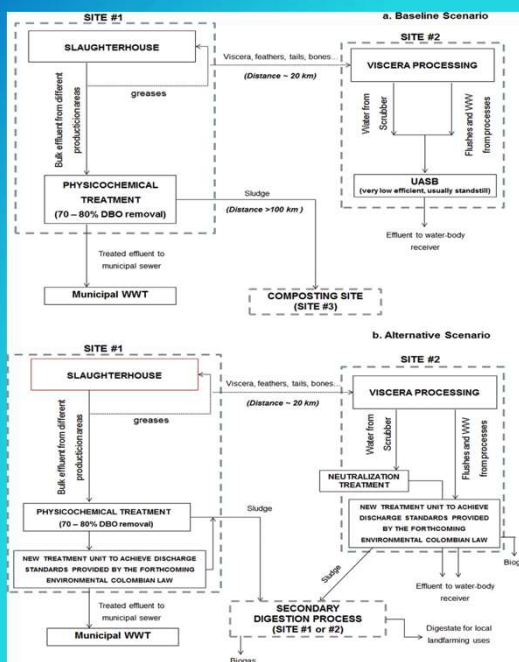 SITE #1
a. Baseline Scenario
SITE #2
SLAUGHTERHOUSE
Viscera, feathers, tails, bones...
(Distance ~ 20 km)
VISCERA PROCESSING
greases
Bulk effluent from different
producticion areas
Water from
Scrubber
Flushes and WW
from processes
PHYSICOCHEMICAL
TREATMENT
(70 – 80% DBO removal)
Sludge
(Distance >100 km )
UASB
(very low efficient, usually standstill)
Effluent to water-body
receiver
Treated effluent to
municipal sewer
Municipal WWT
COMPOSTING SITE
(SITE #3)
b. Alternative Scenario
SITE #1
SITE #2
SLAUGHTERHOUSE
Viscera, feathers, tails, bones...
(Distance ~ 20 km)
VISCERA PROCESSING
greases
Bulk effluent from different
producticion areas
Water from
Scrubber
Flushes and WW
from processes
NEUTRALIZATION
TREATMENT
PHYSICOCHEMICAL TREATMENT
(70 – 80% DBO removal)
Sludge
NEW TREATMENT UNIT TO ACHIEVE
DISCHARGE STANDARDS PROVIDED
BY THE FORTHCOMING
ENVIRONMENTAL COLOMBIAN LAW
NEW TREATMENT UNIT TO ACHIEVE DISCHARGE
STANDARDS PROVIDED BY THE FORTHCOMING
ENVIRONMENTAL COLOMBIAN LAW
Biog
Sludge
Effluent to water-body
receiver
Treated effluent to
municipal sewer
Municipal WWT
SECONDARY
DIGESTION PROCESS
(SITE #1 or #2)
Digestate for local
landfarming uses
Biogas